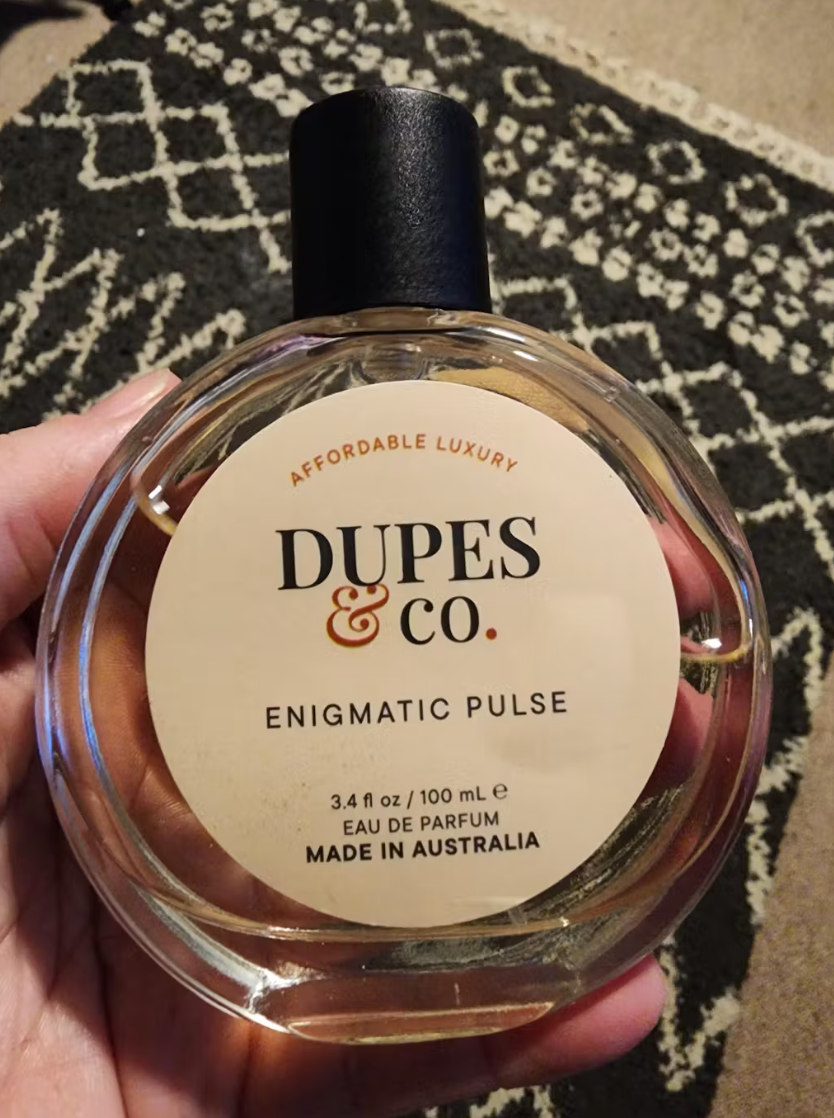 AFFORDABLE LUXURY
DUPES
& CO.
ENIGMATIC PULSE
3.4 fl oz / 100 mL ℮
EAU DE PARFUM
MADE IN AUSTRALIA